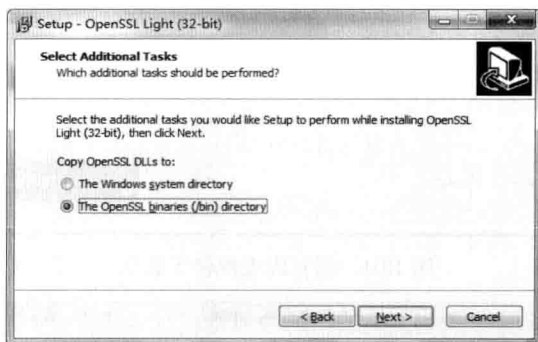 Setup - OpenSSL Light (32-bit)
Select Additional Tasks
Which additional tasks should be performed?
Select the additional tasks you would like Setup to perform while installing OpenSSL
Light (32-bit), then click Next.
Copy OpenSSL DLLs to:
The Windows system directory
The OpenSSL binaries (/bin) directory
< Back
Next >
Cancel